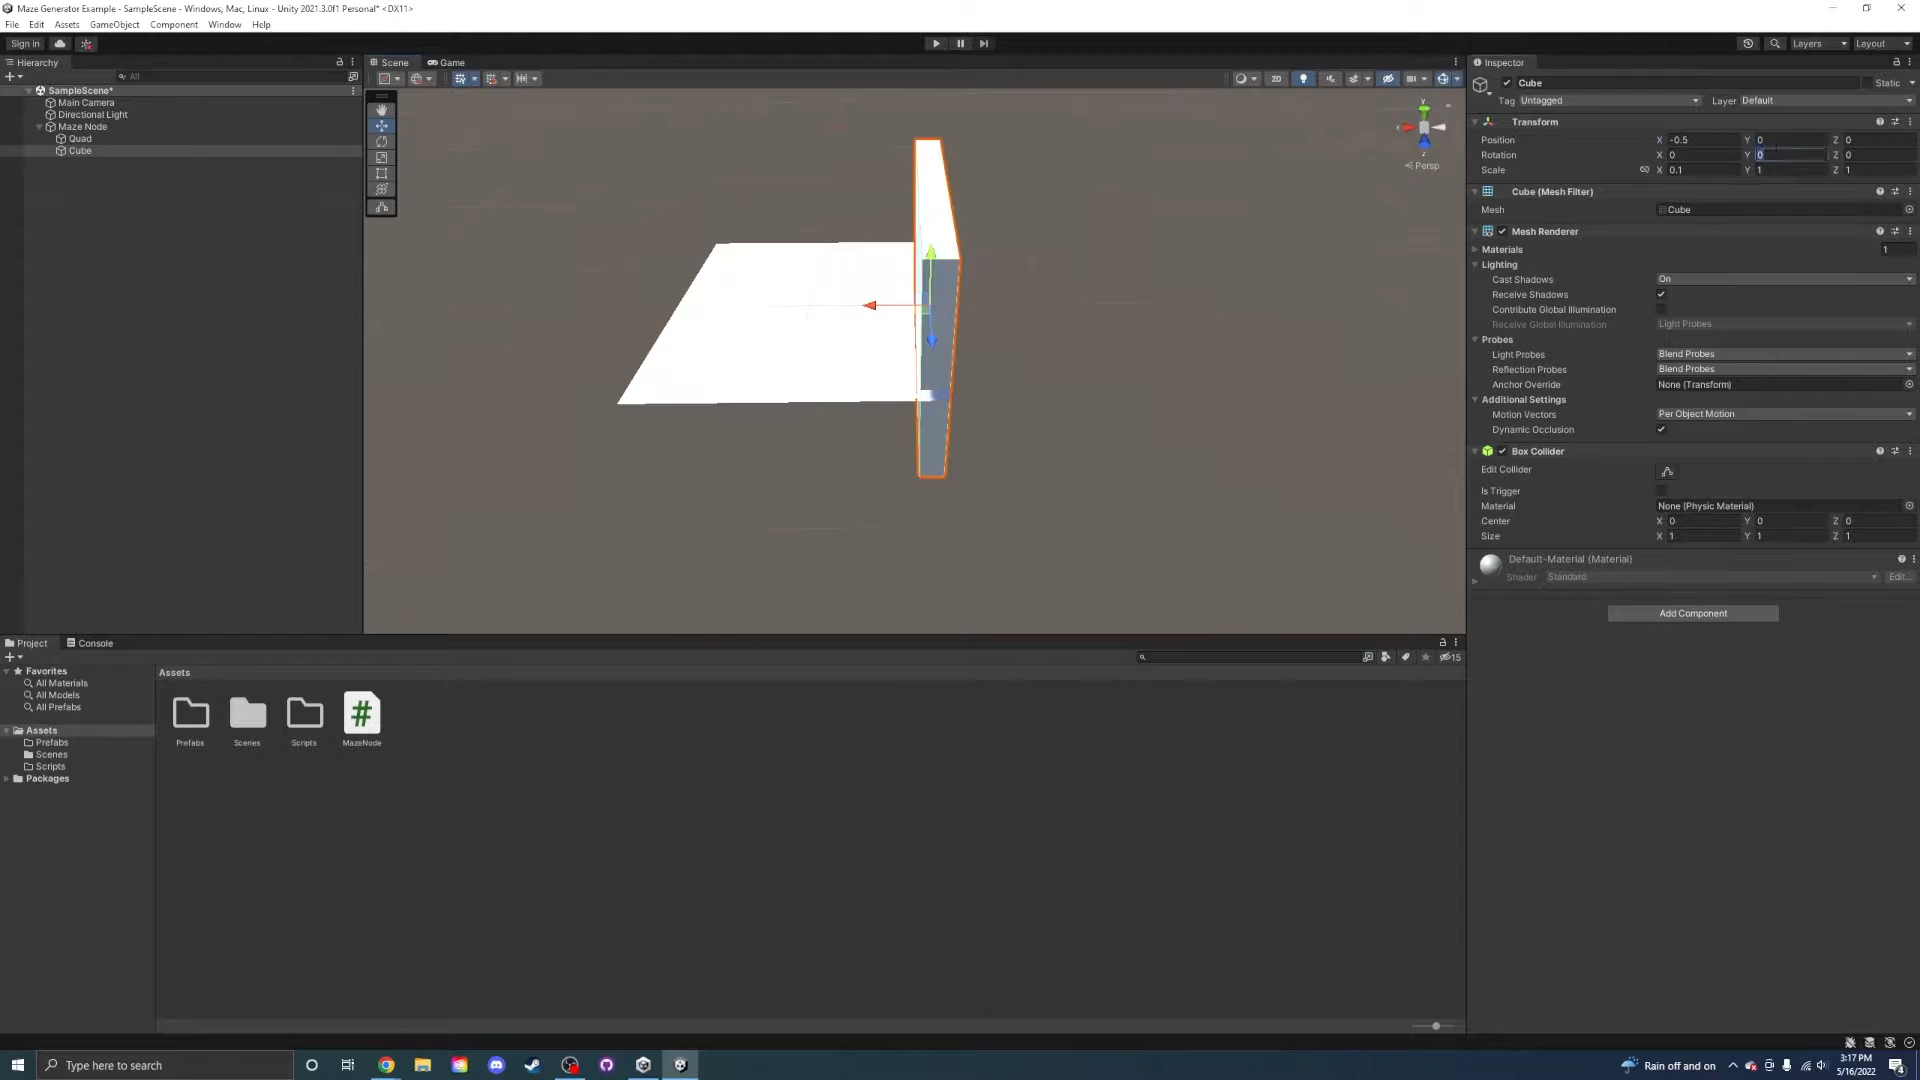 Maze Generator Example - SampleScene - Windows, Mac, Linux - Unity 2021.3.0f1 Personal* <DX11>
File Edit Assets GameObject Component Window Help
Sign in
Layers
Layout
Hierarchy
All
SampleScene*
Main Camera
Directional Light
Maze Node
Quad
Cube
Scene
Game
2D
y
x
Persp
Inspector
Cube
Static
Tag Untagged
Layer Default
Transform
Position X -0.5 Y 0 Z 0
Rotation X 0 Y 0 Z 0
Scale X 0.1 Y 1 Z 1
Cube (Mesh Filter)
Mesh Cube
Mesh Renderer
Materials 1
Lighting
Cast Shadows On
Receive Shadows
Contribute Global Illumination
Receive Global Illumination Light Probes
Probes
Light Probes Blend Probes
Reflection Probes Blend Probes
Anchor Override None (Transform)
Additional Settings
Motion Vectors Per Object Motion
Dynamic Occlusion
Box Collider
Edit Collider
Is Trigger
Material None (Physic Material)
Center X 0 Y 0 Z 0
Size X 1 Y 1 Z 1
Default-Material (Material)
Shader Standard Edit...
Add Component
Project
Console
15
Favorites
All Materials
All Models
All Prefabs
Assets
Prefabs
Scenes
Scripts
Packages
Assets
#
Prefabs Scenes Scripts MazeNode
Type here to search
Rain off and on
3:17 PM
5/16/2022
4